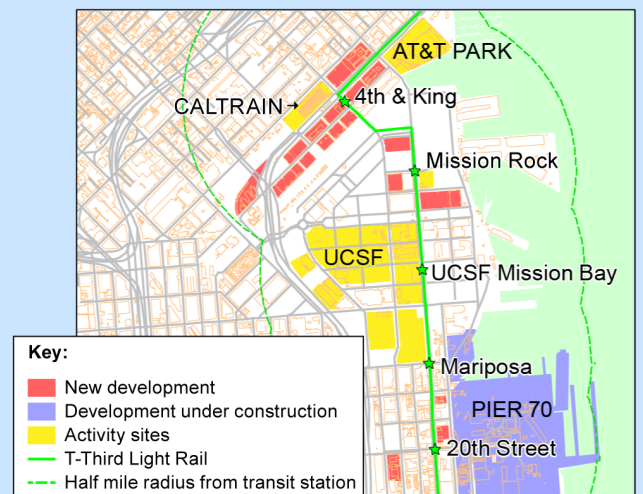 AT&T PARK
CALTRAIN
4th & King
Mission Rock
UCSF
UCSF Mission Bay
Mariposa
PIER 70
20th Street
Key:
New development
Development under construction
Activity sites
T-Third Light Rail
Half mile radius from transit station